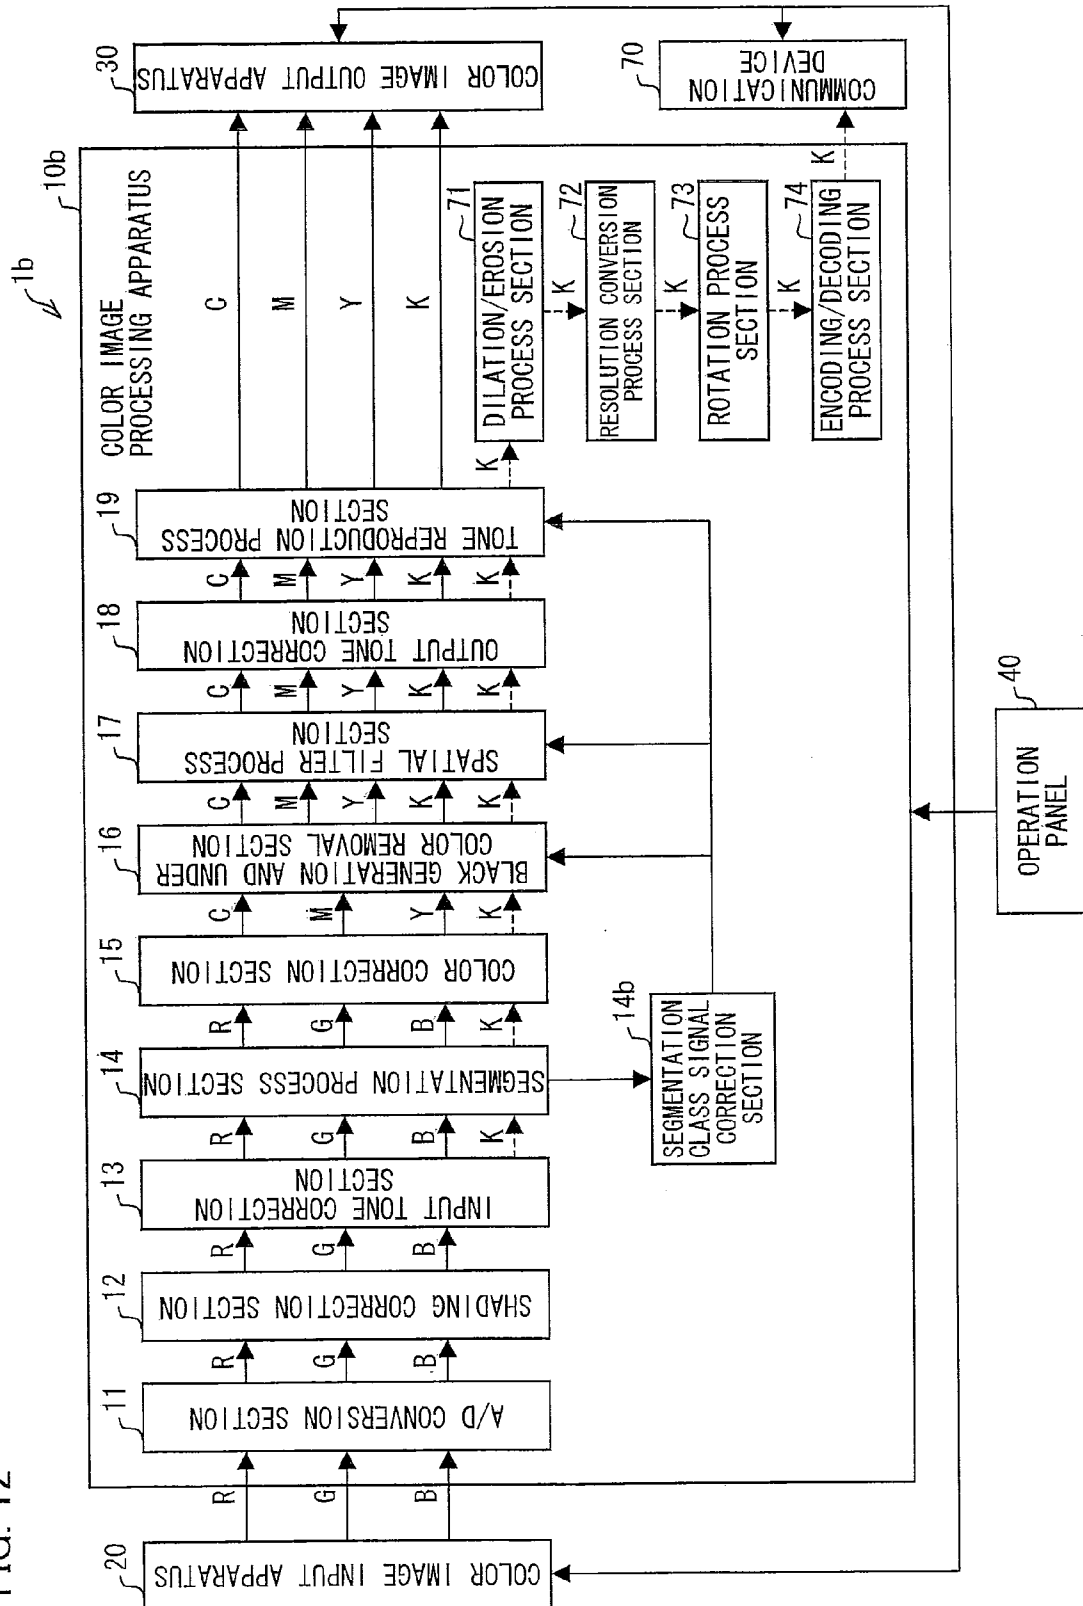 FIG. 12
1b
10b
COLOR IMAGE
PROCESSING APPARATUS
20
COLOR IMAGE INPUT APPARATUS
R
G
B
11
A/D CONVERSION SECTION
R
G
B
12
SHADING CORRECTION SECTION
R
G
B
13
INPUT TONE CORRECTION
SECTION
R
G
B
K
14
SEGMENTATION PROCESS SECTION
R
G
B
K
14b
SEGMENTATION
CLASS SIGNAL
CORRECTION
SECTION
15
COLOR CORRECTION SECTION
C
M
Y
K
16
BLACK GENERATION AND UNDER
COLOR REMOVAL SECTION
C
M
Y
K
K
17
SPATIAL FILTER PROCESS
SECTION
C
M
Y
K
K
18
OUTPUT TONE CORRECTION
SECTION
C
M
Y
K
K
19
TONE REPRODUCTION PROCESS
SECTION
C
M
Y
K
K
30
COLOR IMAGE OUTPUT APPARATUS
71
DILATION/EROSION
PROCESS SECTION
K
72
RESOLUTION CONVERSION
PROCESS SECTION
K
73
ROTATION PROCESS
SECTION
K
74
ENCODING/DECODING
PROCESS SECTION
K
70
COMMUNICATION
DEVICE
40
OPERATION
PANEL